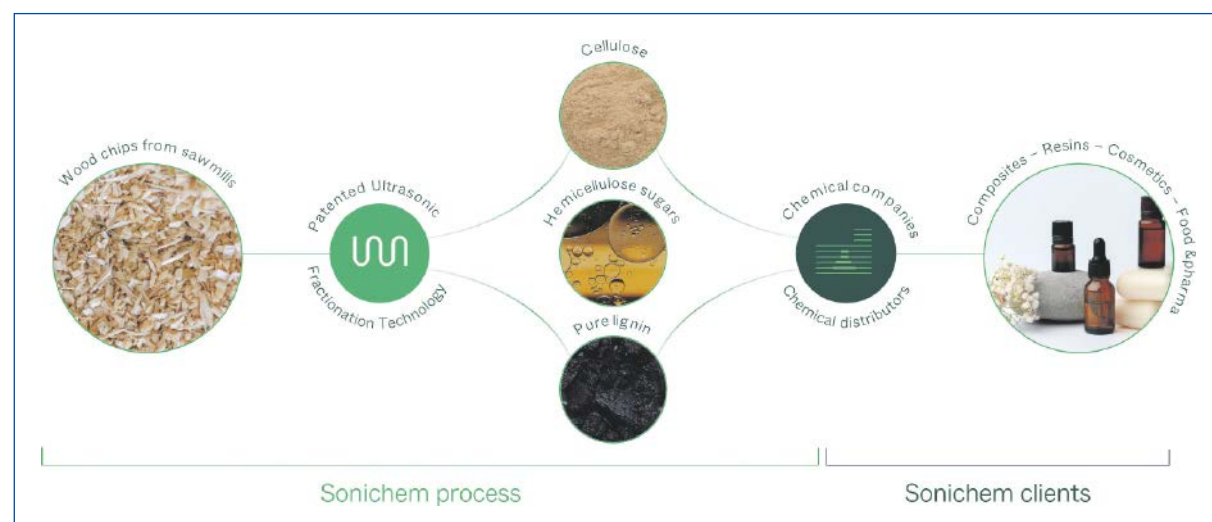 Wood chips from sawmills
Patented Ultrasonic
Fractionation Technology
Cellulose
Hemicellulose sugars
Pure lignin
Chemical companies
Chemical distributors
Composites – Resins – Cosmetics – Food &pharma
Sonichem process
Sonichem clients